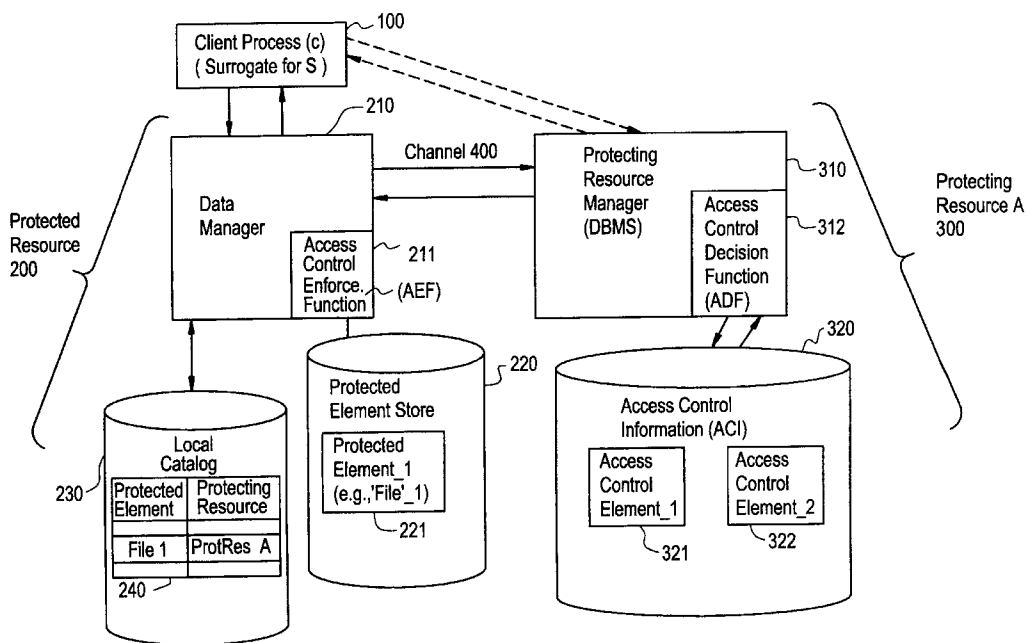 100
Client Process (c)
( Surrogate for S )
210
Channel 400
Data
Manager
Access
Control
Enforce.
Function
(AEF)
211
Protected
Resource
200
Protecting
Resource
Manager
(DBMS)
310
Access
Control
Decision
Function
(ADF)
312
Protecting
Resource A
300
220
Protected
Element Store
Protected
Element_1
(e.g.,'File'_1)
221
320
Access Control
Information (ACI)
Access
Control
Element_1
321
Access
Control
Element_2
322
230
Local
Catalog
Protected Element
Protecting Resource
File 1
ProtRes A
240